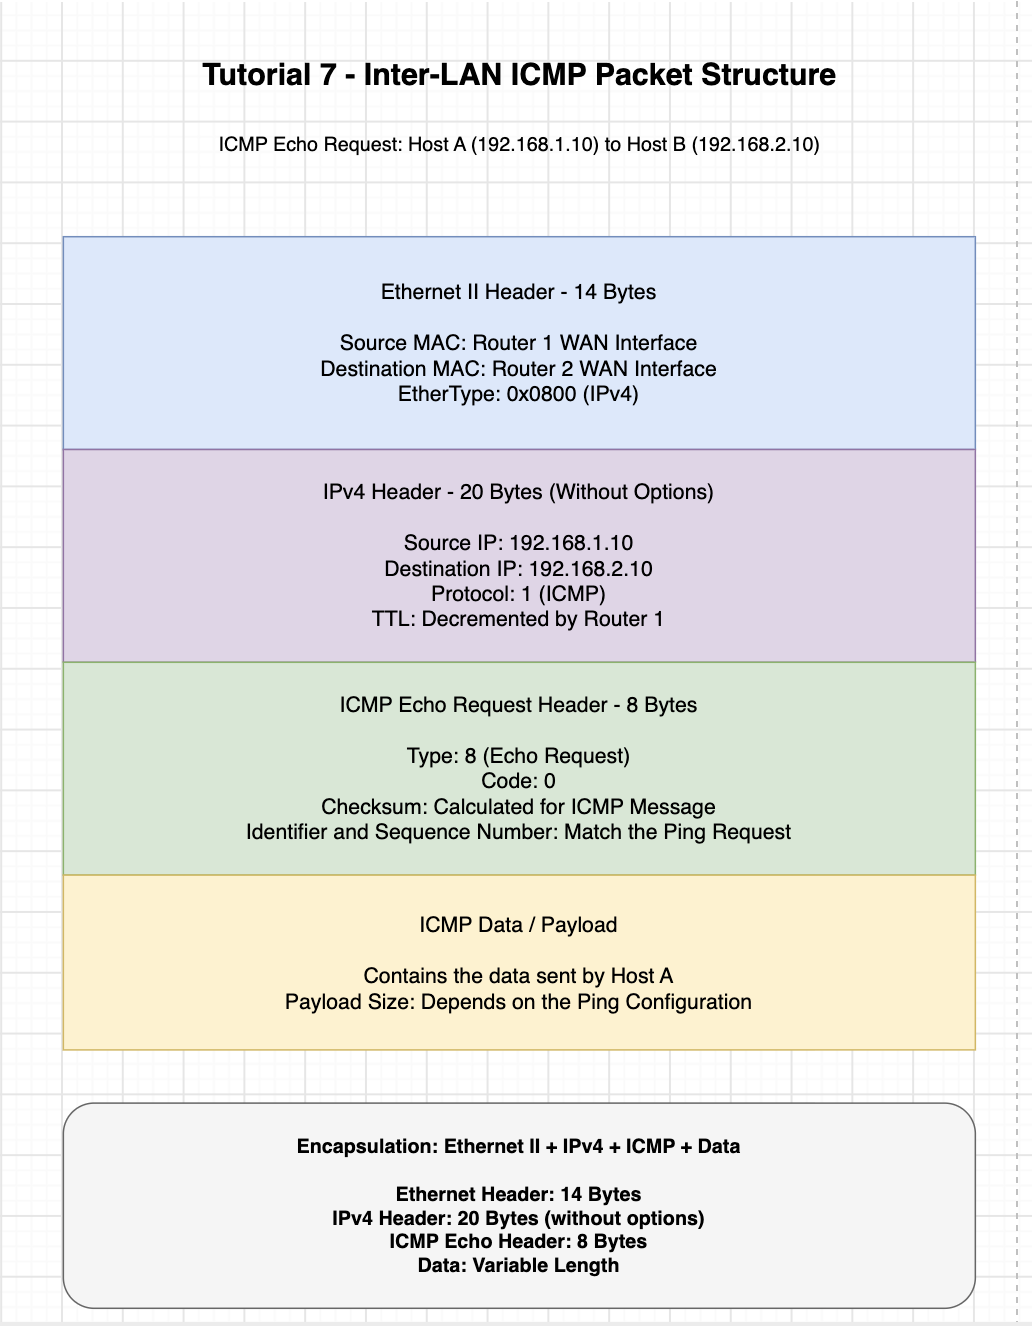 Tutorial 7 - Inter-LAN ICMP Packet Structure
ICMP Echo Request: Host A (192.168.1.10) to Host B (192.168.2.10)
Ethernet II Header - 14 Bytes
Source MAC: Router 1 WAN Interface
Destination MAC: Router 2 WAN Interface
EtherType: 0x0800 (IPv4)
IPv4 Header - 20 Bytes (Without Options)
Source IP: 192.168.1.10
Destination IP: 192.168.2.10
Protocol: 1 (ICMP)
TTL: Decremented by Router 1
ICMP Echo Request Header - 8 Bytes
Type: 8 (Echo Request)
Code: 0
Checksum: Calculated for ICMP Message
Identifier and Sequence Number: Match the Ping Request
ICMP Data / Payload
Contains the data sent by Host A
Payload Size: Depends on the Ping Configuration
Encapsulation: Ethernet II + IPv4 + ICMP + Data
Ethernet Header: 14 Bytes
IPv4 Header: 20 Bytes (without options)
ICMP Echo Header: 8 Bytes
Data: Variable Length